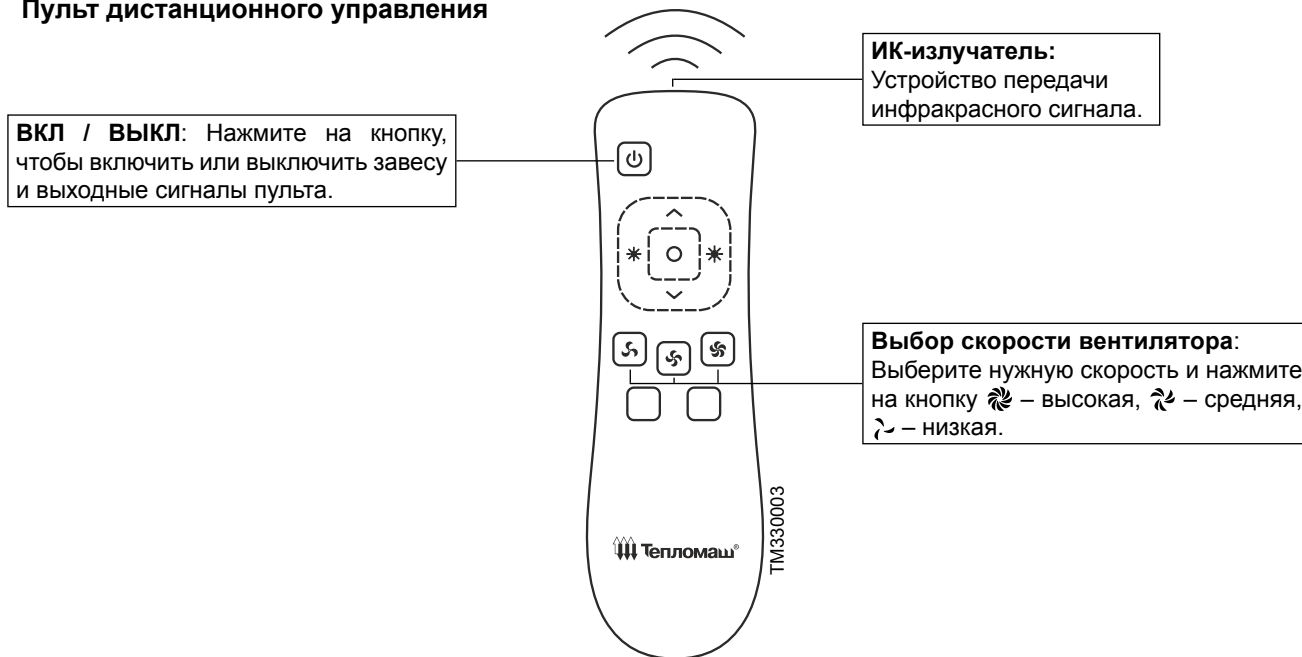 Пульт дистанционного управления
ИК-излучатель:
Устройство передачи
инфракрасного сигнала.
ВКЛ / ВЫКЛ: Нажмите на кнопку,
чтобы включить или выключить завесу
и выходные сигналы пульта.
Выбор скорости вентилятора:
Выберите нужную скорость и нажмите
на кнопку – высокая, – средняя,
– низкая.
TM330003
Тепломаш®